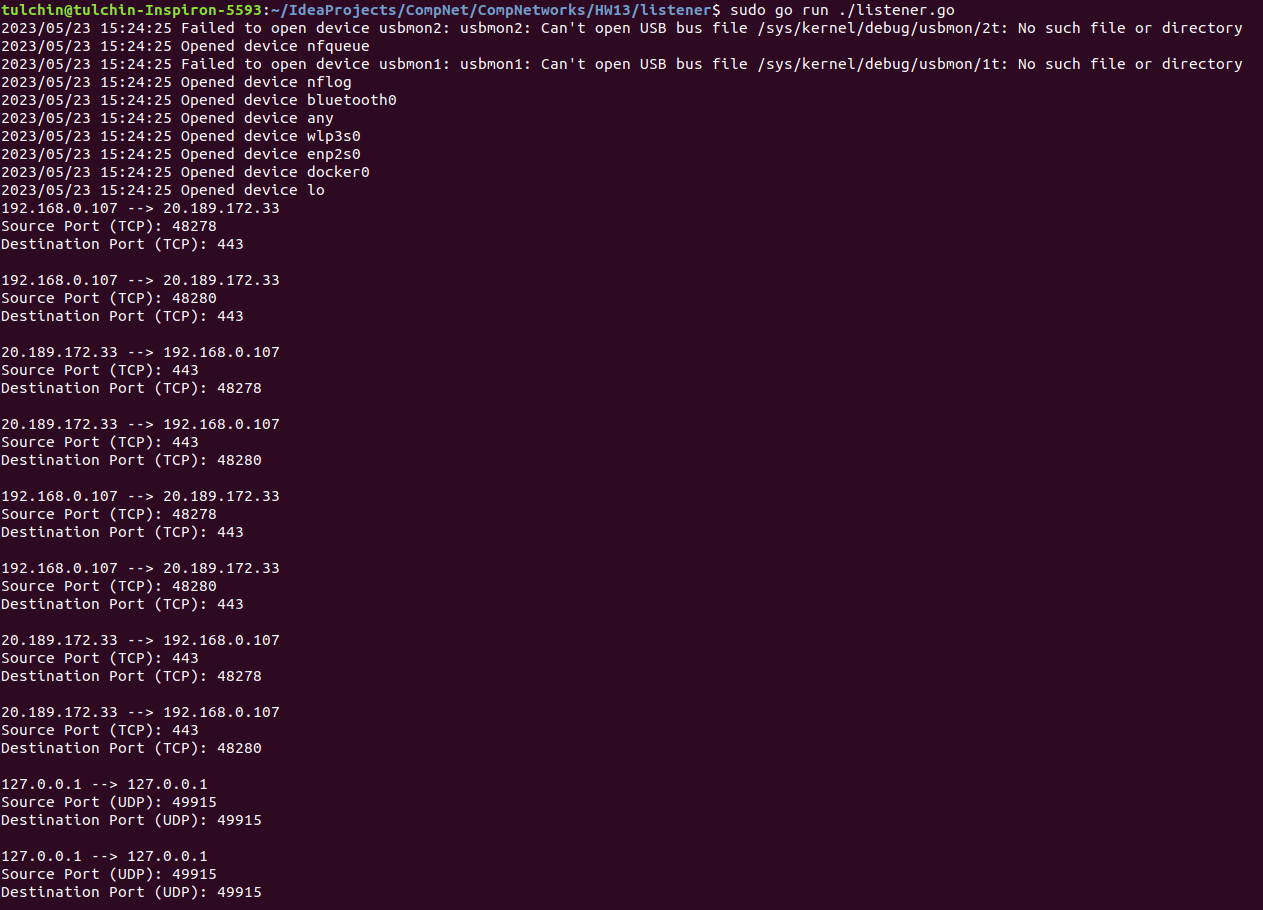 tulchin@tulchin-Inspiron-5593:~/IdeaProjects/CompNet/CompNetworks/HW13/listener$ sudo go run ./listener.go
2023/05/23 15:24:25 Failed to open device usbmon2: usbmon2: Can't open USB bus file /sys/kernel/debug/usbmon/2t: No such file or directory
2023/05/23 15:24:25 Opened device nfqueue
2023/05/23 15:24:25 Failed to open device usbmon1: usbmon1: Can't open USB bus file /sys/kernel/debug/usbmon/1t: No such file or directory
2023/05/23 15:24:25 Opened device nflog
2023/05/23 15:24:25 Opened device bluetooth0
2023/05/23 15:24:25 Opened device any
2023/05/23 15:24:25 Opened device wlp3s0
2023/05/23 15:24:25 Opened device enp2s0
2023/05/23 15:24:25 Opened device docker0
2023/05/23 15:24:25 Opened device lo
192.168.0.107 --> 20.189.172.33
Source Port (TCP): 48278
Destination Port (TCP): 443

192.168.0.107 --> 20.189.172.33
Source Port (TCP): 48280
Destination Port (TCP): 443

20.189.172.33 --> 192.168.0.107
Source Port (TCP): 443
Destination Port (TCP): 48278

20.189.172.33 --> 192.168.0.107
Source Port (TCP): 443
Destination Port (TCP): 48280

192.168.0.107 --> 20.189.172.33
Source Port (TCP): 48278
Destination Port (TCP): 443

192.168.0.107 --> 20.189.172.33
Source Port (TCP): 48280
Destination Port (TCP): 443

20.189.172.33 --> 192.168.0.107
Source Port (TCP): 443
Destination Port (TCP): 48278

20.189.172.33 --> 192.168.0.107
Source Port (TCP): 443
Destination Port (TCP): 48280

127.0.0.1 --> 127.0.0.1
Source Port (UDP): 49915
Destination Port (UDP): 49915

127.0.0.1 --> 127.0.0.1
Source Port (UDP): 49915
Destination Port (UDP): 49915